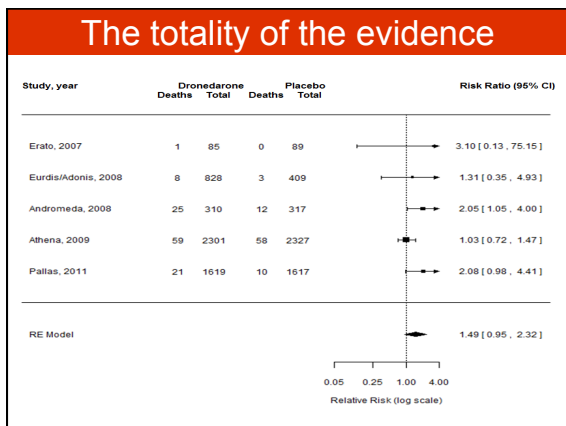 The totality of the evidence
Study, year Dronedarone Placebo Risk Ratio (95% CI)
Deaths Total Deaths Total
Erato, 2007 1 85 0 89 3.10 [ 0.13 , 75.15 ]
Eurdis/Adonis, 2008 8 828 3 409 1.31 [ 0.35 , 4.93 ]
Andromeda, 2008 25 310 12 317 2.05 [ 1.05 , 4.00 ]
Athena, 2009 59 2301 58 2327 1.03 [ 0.72 , 1.47 ]
Pallas, 2011 21 1619 10 1617 2.08 [ 0.98 , 4.41 ]
RE Model 1.49 [ 0.95 , 2.32 ]
0.05 0.25 1.00 4.00
Relative Risk (log scale)